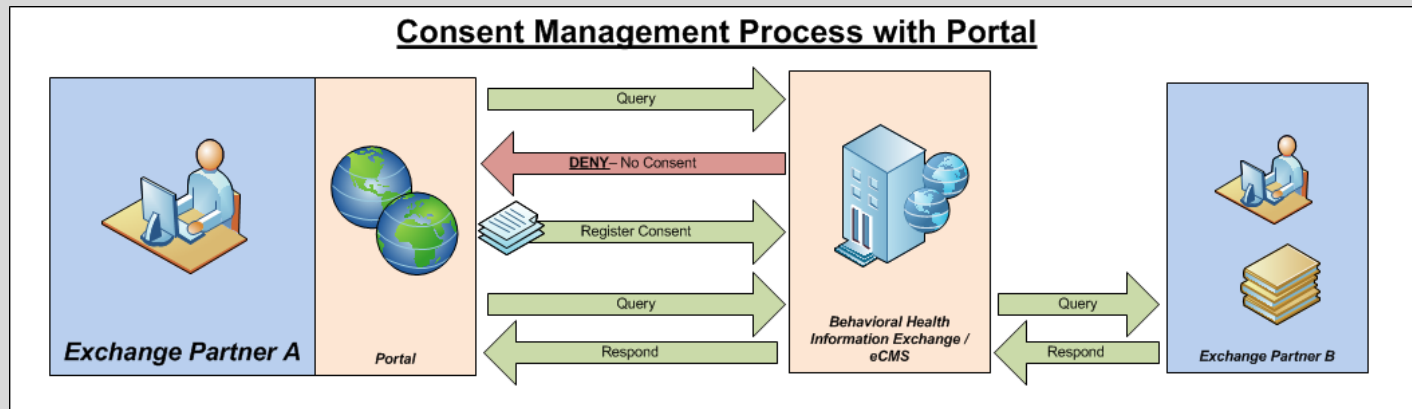 Consent Management Process with Portal
Query
DENY– No Consent
Register Consent
Query
Respond
Exchange Partner A
Portal
Behavioral Health
Information Exchange /
eCMS
Query
Respond
Exchange Partner B